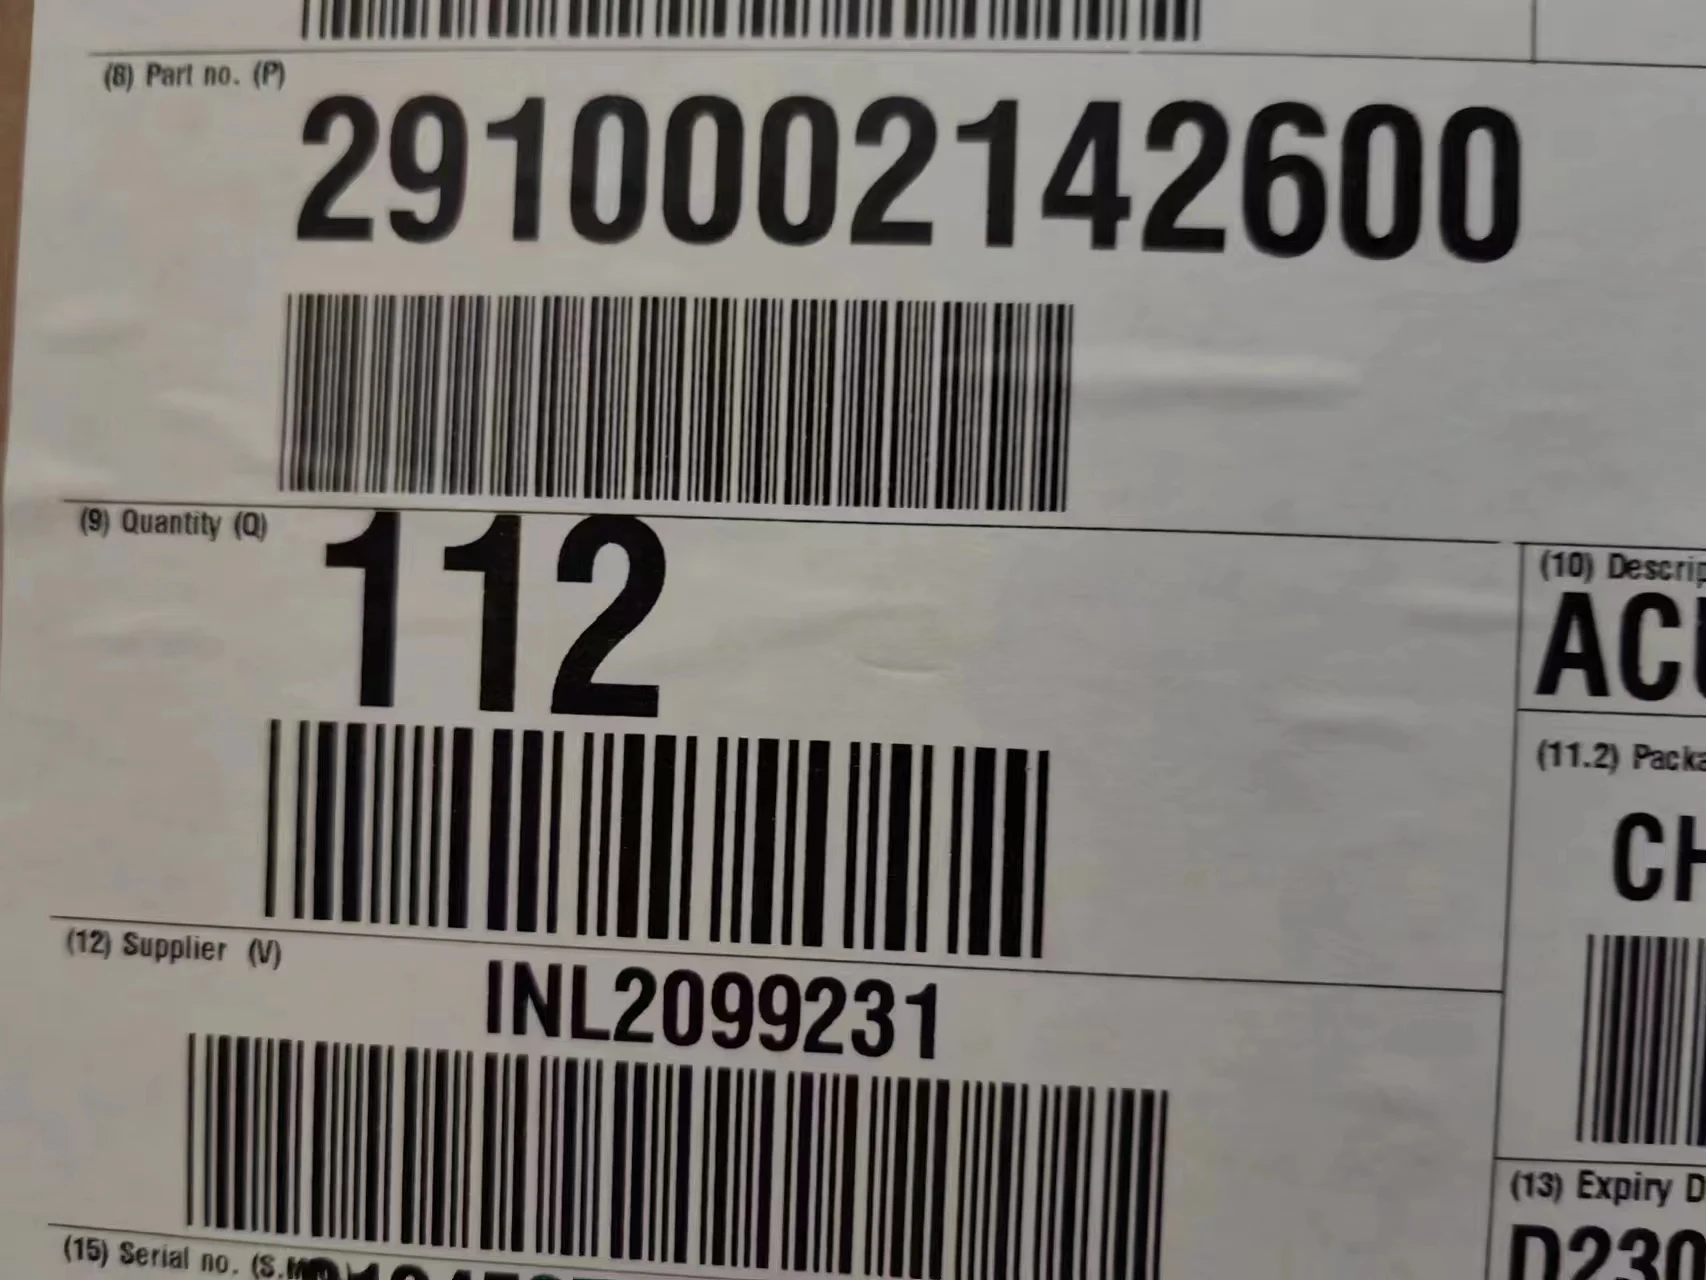 (8) Part no. (P)
2910002142600
(9) Quantity (Q)
112
(10) Descrip
ACU
(11.2) Packa
CH
(12) Supplier (V)
INL2099231
(13) Expiry D
D230
(15) Serial no.